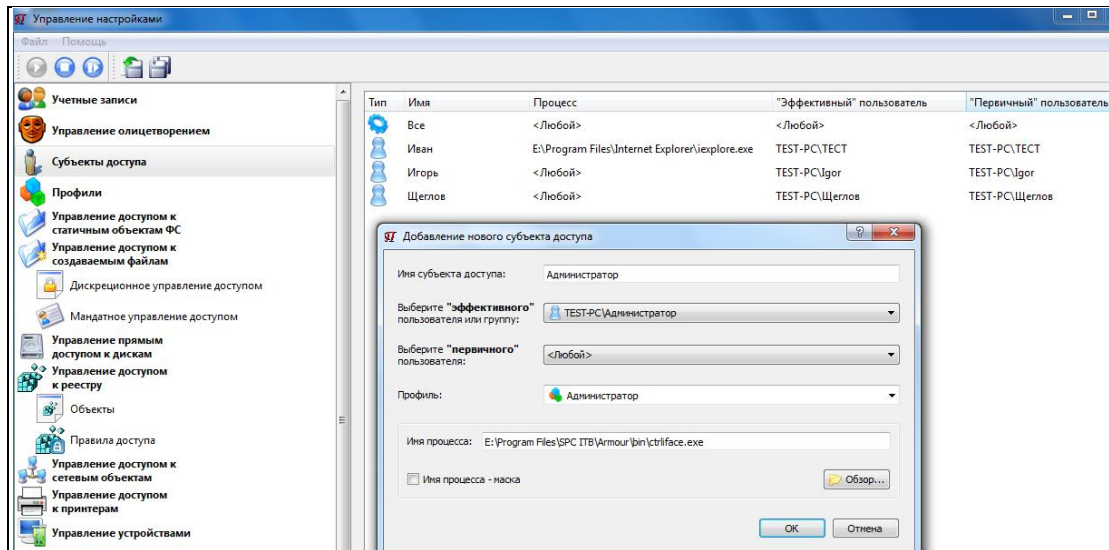 Управление настройками
Файл Помощь
Учетные записи
Управление олицетворением
Субъекты доступа
Профили
Управление доступом к
статичным объектам ФС
Управление доступом к
создаваемым файлам
Дискреционное управление доступом
Мандатное управление доступом
Управление прямым
доступом к дискам
Управление доступом
к реестру
Объекты
Правила доступа
Управление доступом к
сетевым объектам
Управление доступом
к принтерам
Управление устройствами
Тип Имя Процесс "Эффективный" пользователь "Первичный" пользователь
Все <Любой> <Любой> <Любой>
Иван E:\Program Files\Internet Explorer\iexplore.exe TEST-PC\ТЕСТ TEST-PC\ТЕСТ
Игорь <Любой> TEST-PC\Igor TEST-PC\Igor
Щеглов <Любой> TEST-PC\Щеглов TEST-PC\Щеглов
Добавление нового субъекта доступа
Имя субъекта доступа: Администратор
Выберите "эффективного"
пользователя или группу: TEST-PC\Администратор
Выберите "первичного"
пользователя: <Любой>
Профиль: Администратор
Имя процесса: E:\Program Files\SPC ITB\Armour\bin\ctrliface.exe
Имя процесса - маска Обзор...
OK Отмена